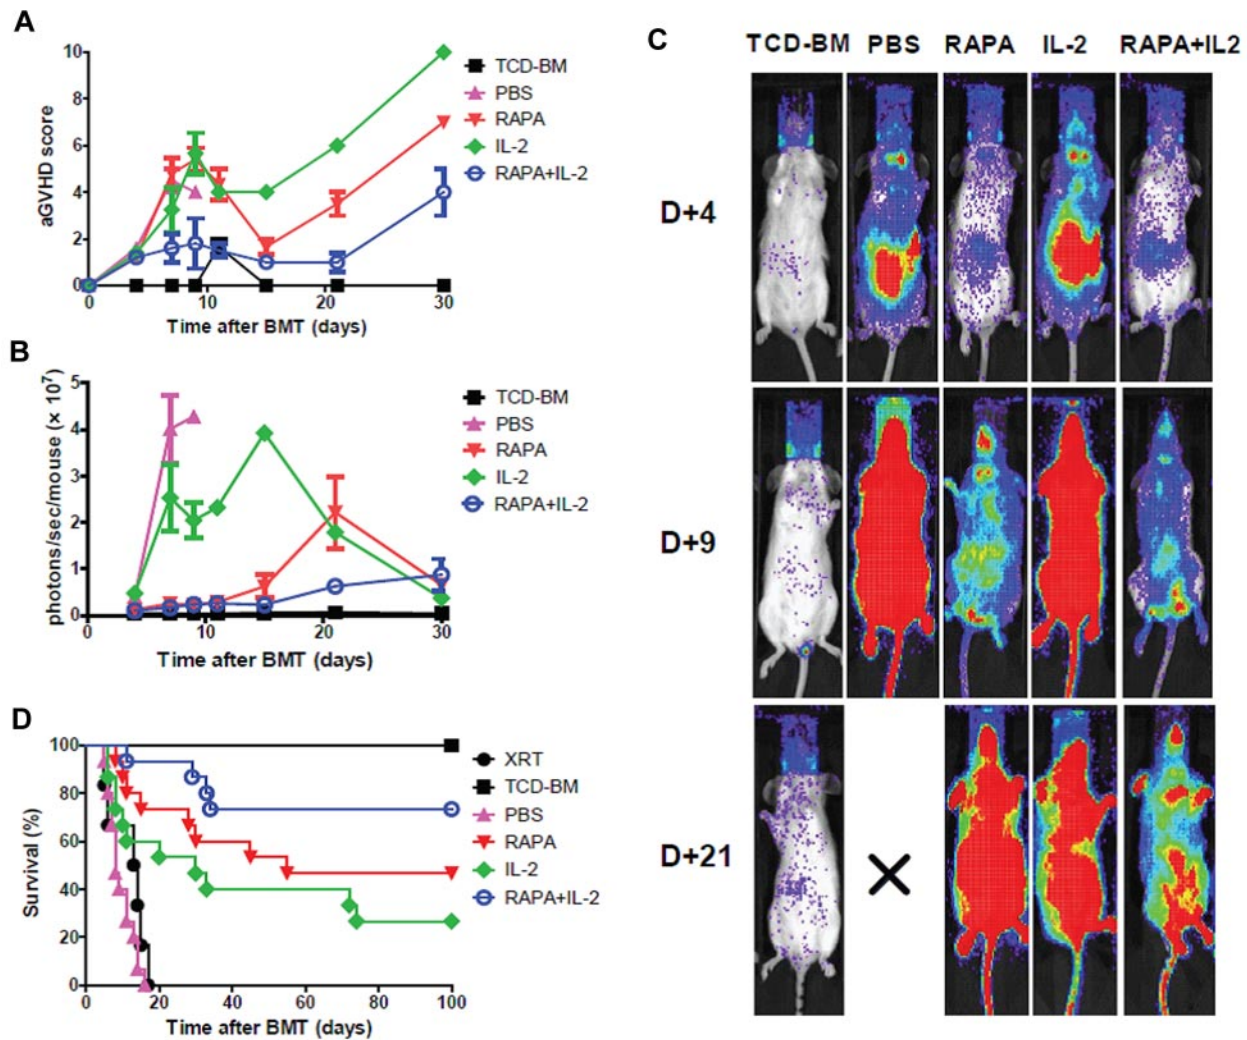 A
10
8
6
4
2
0
aGVHD score
0 10 20 30
Time after BMT (days)
TCD-BM
PBS
RAPA
IL-2
RAPA+IL-2
B
5
4
3
2
1
0
photons/sec/mouse (× 10⁷)
0 10 20 30
Time after BMT (days)
TCD-BM
PBS
RAPA
IL-2
RAPA+IL-2
D
100
80
60
40
20
0
Survival (%)
0 20 40 60 80 100
Time after BMT (days)
XRT
TCD-BM
PBS
RAPA
IL-2
RAPA+IL-2
C
TCD-BM PBS RAPA IL-2 RAPA+IL2
D+4
D+9
D+21